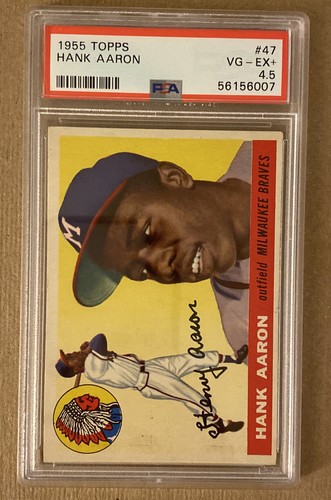 1955 TOPPS #47
HANK AARON VG - EX+
4.5
PSA 56156007
M
HANK AARON outfield MILWAUKEE BRAVES
Henry Aaron